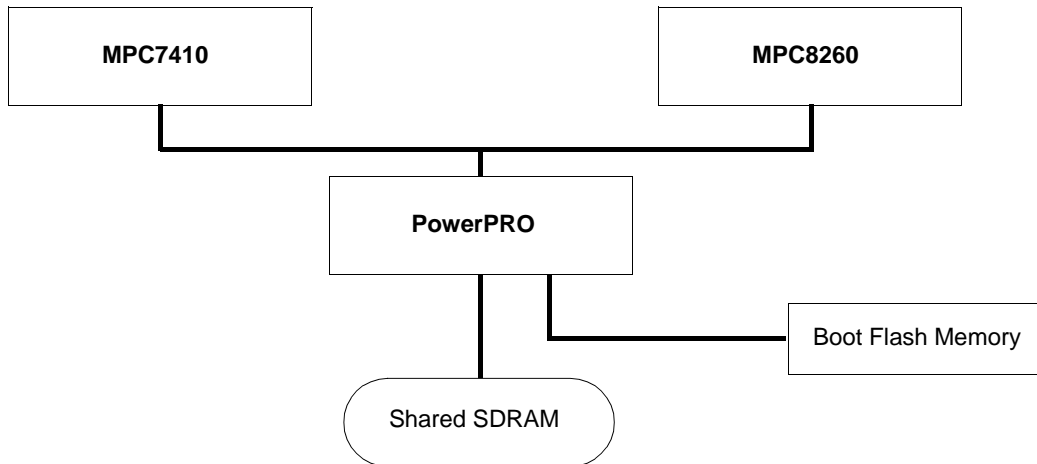 MPC7410
MPC8260
PowerPRO
Boot Flash Memory
Shared SDRAM